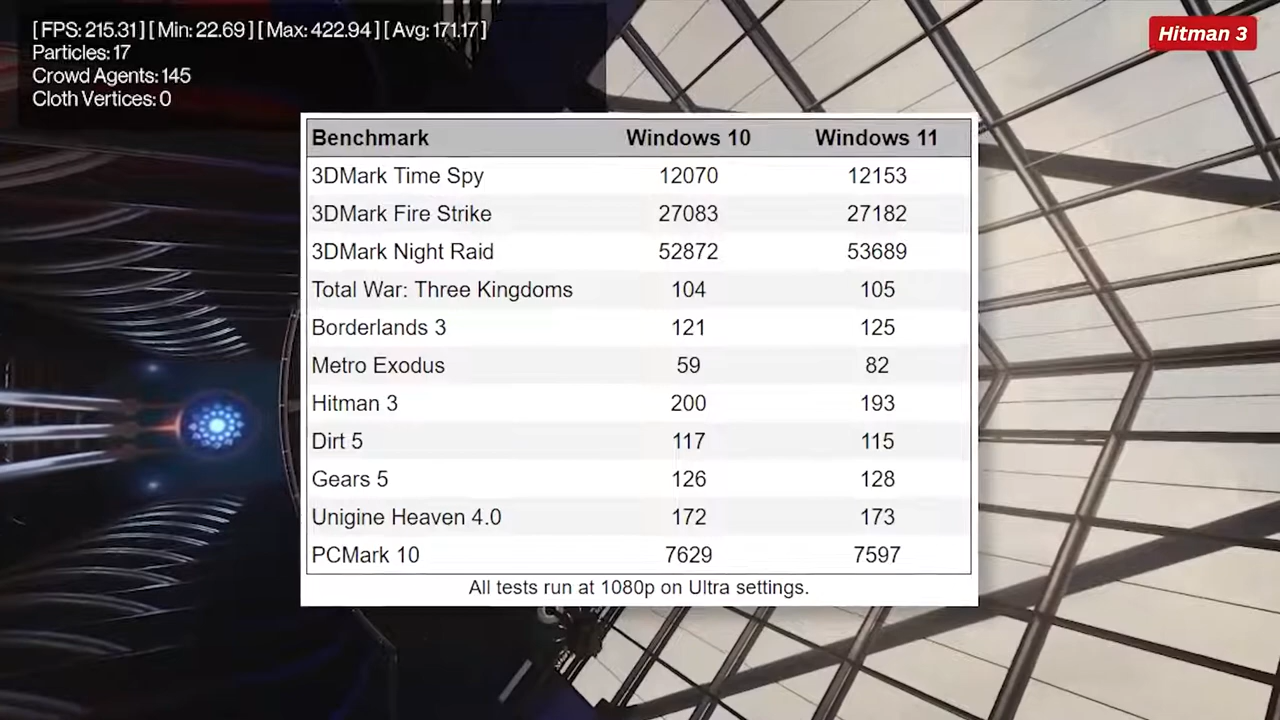 [ FPS: 215.31 ] [ Min: 22.69 ] [ Max: 422.94 ] [ Avg: 171.17 ]
Particles: 17
Crowd Agents: 145
Cloth Vertices: 0
Hitman 3
Benchmark Windows 10 Windows 11
3DMark Time Spy 12070 12153
3DMark Fire Strike 27083 27182
3DMark Night Raid 52872 53689
Total War: Three Kingdoms 104 105
Borderlands 3 121 125
Metro Exodus 59 82
Hitman 3 200 193
Dirt 5 117 115
Gears 5 126 128
Unigine Heaven 4.0 172 173
PCMark 10 7629 7597
All tests run at 1080p on Ultra settings.